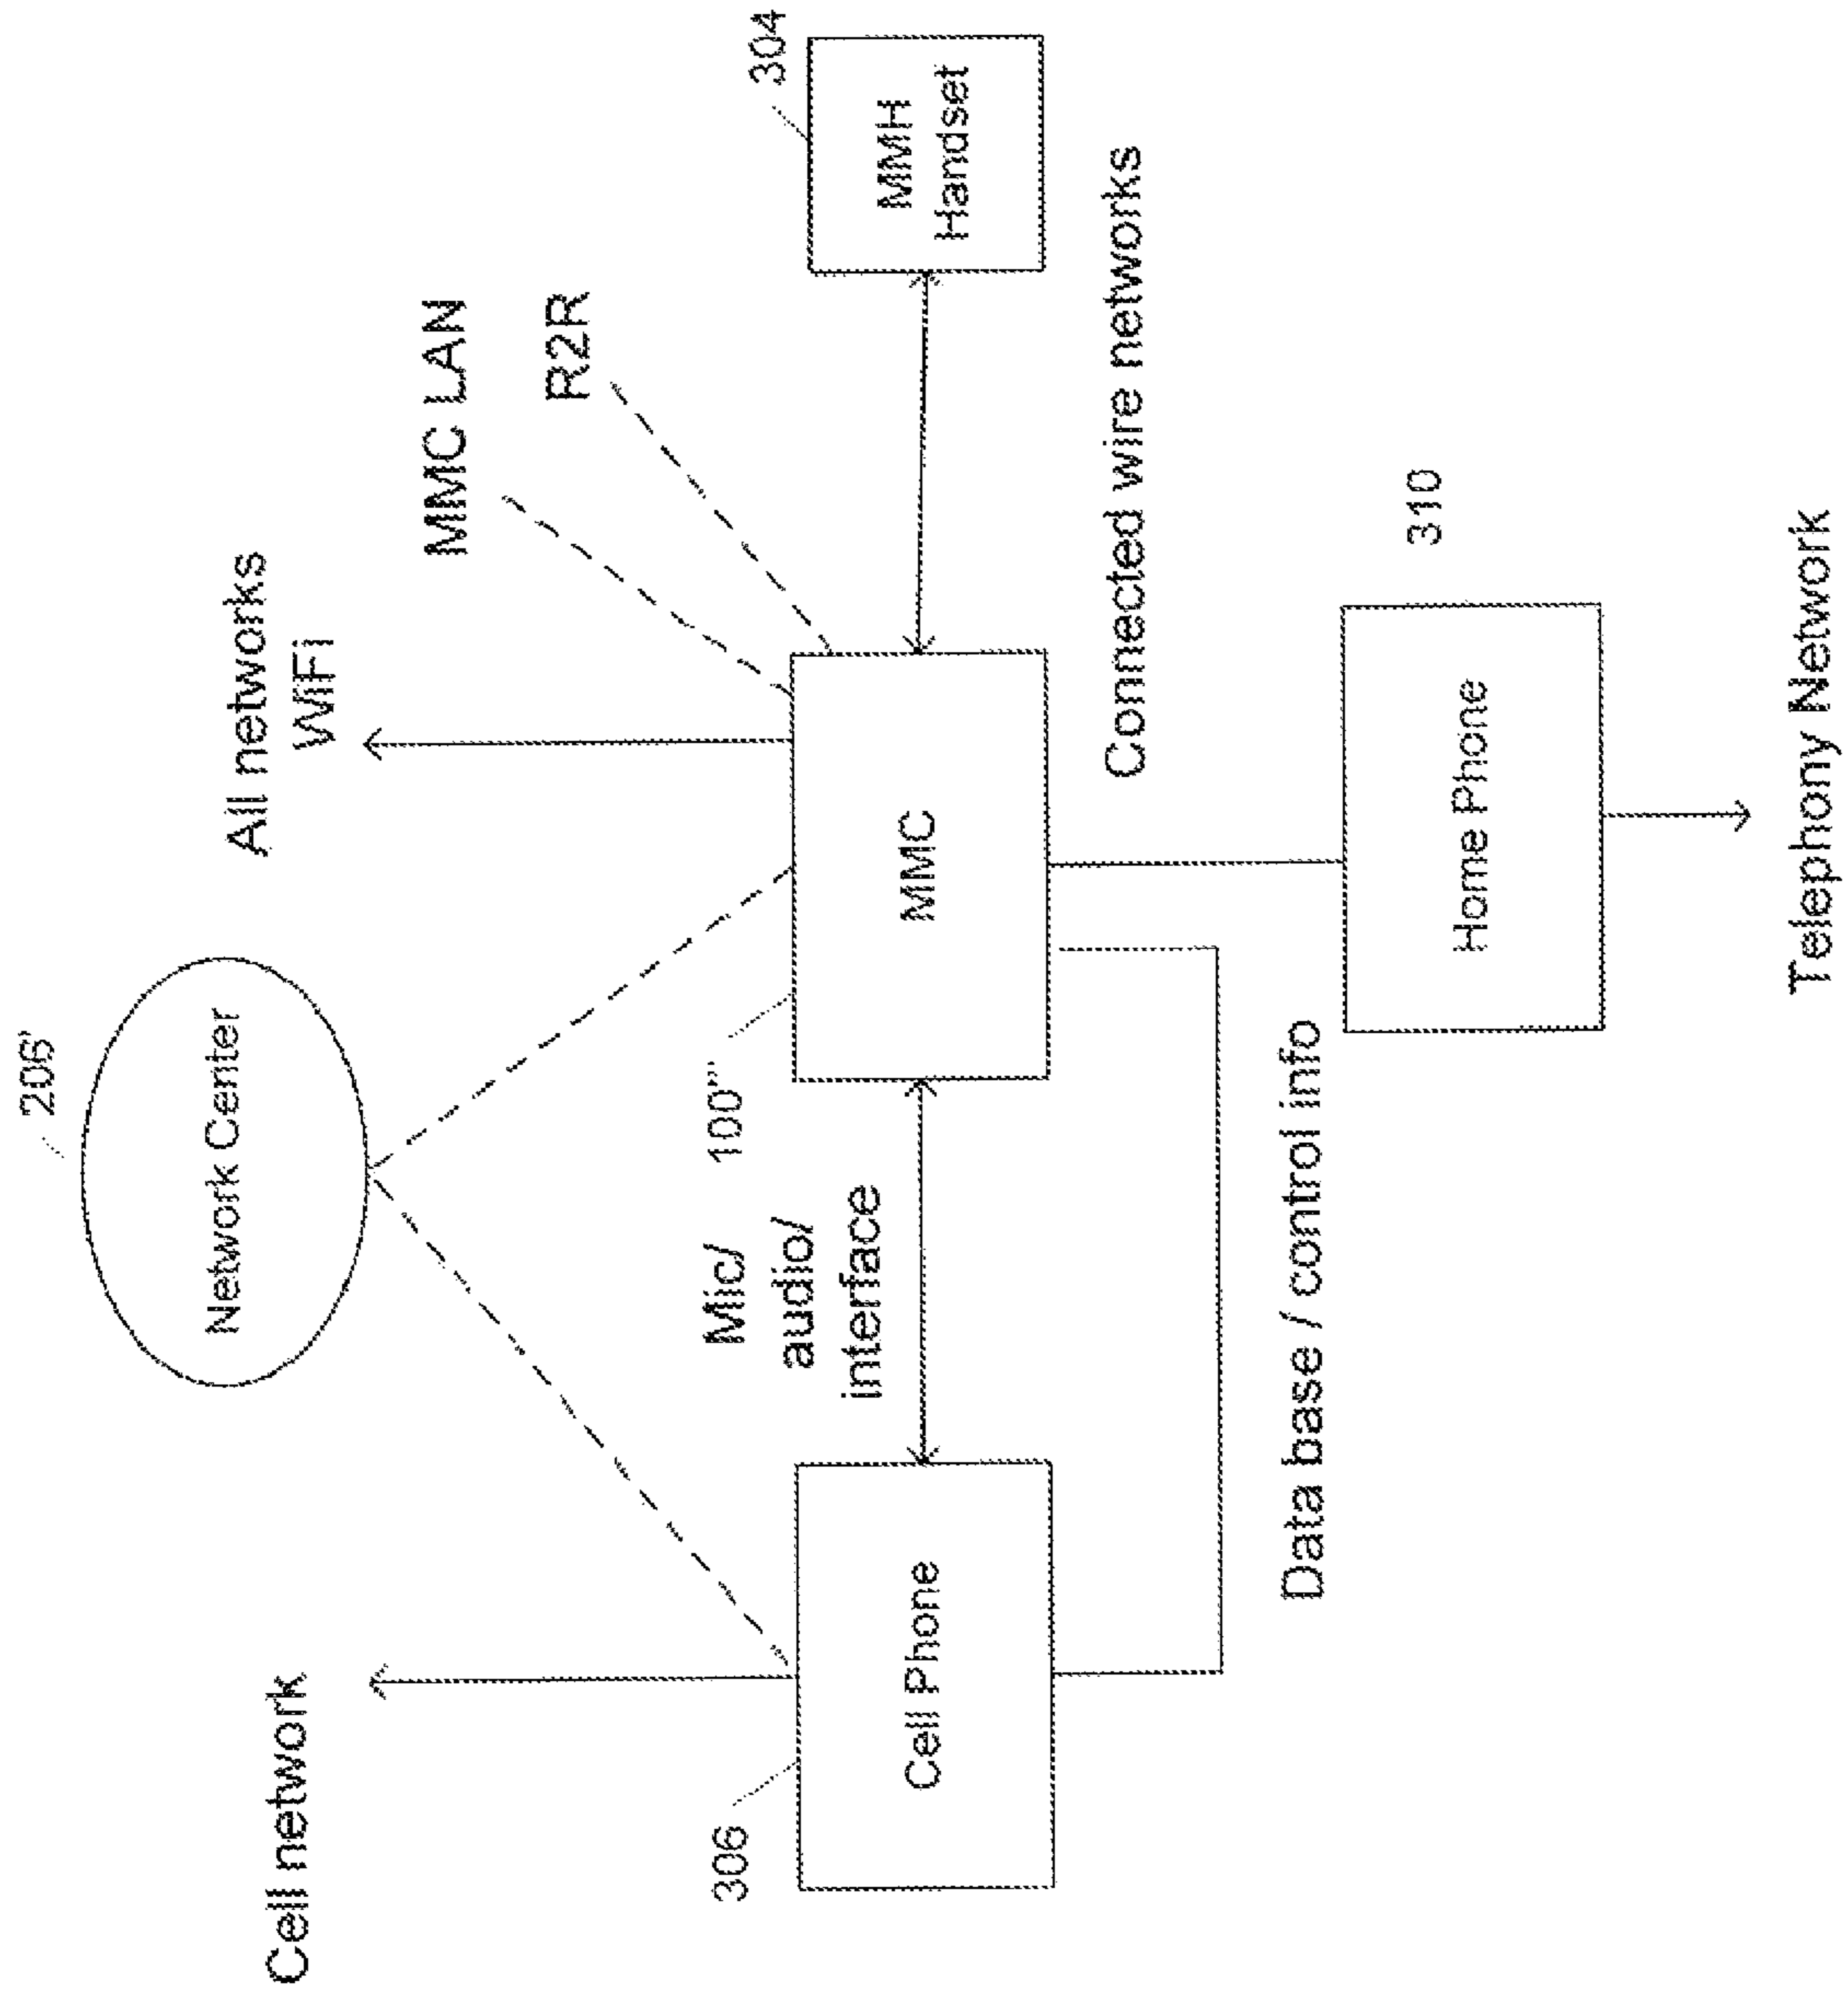 206'
Network Center
Cell network
All networks
WiFi
MMC LAN
R2R
306
Mic/
audio/
interface
100"'
304
Cell Phone
MMC
MMH
Handset
Connected wire networks
Data base / control info
310
Home Phone
Telephony Network